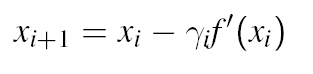 x_{i+1} = x_i − γ_i f′(x_i)